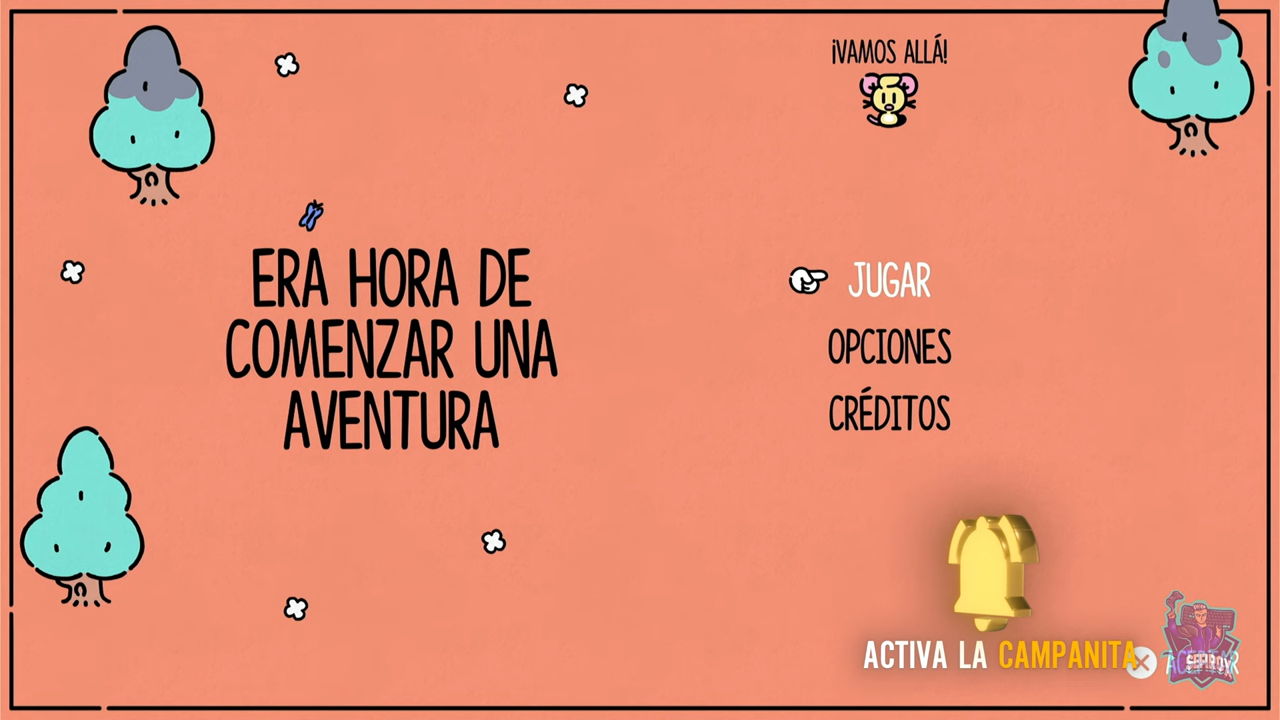 ¡VAMOS ALLÁ!
ERA HORA DE
COMENZAR UNA
AVENTURA
JUGAR
OPCIONES
CRÉDITOS
ACTIVA LA CAMPANITA